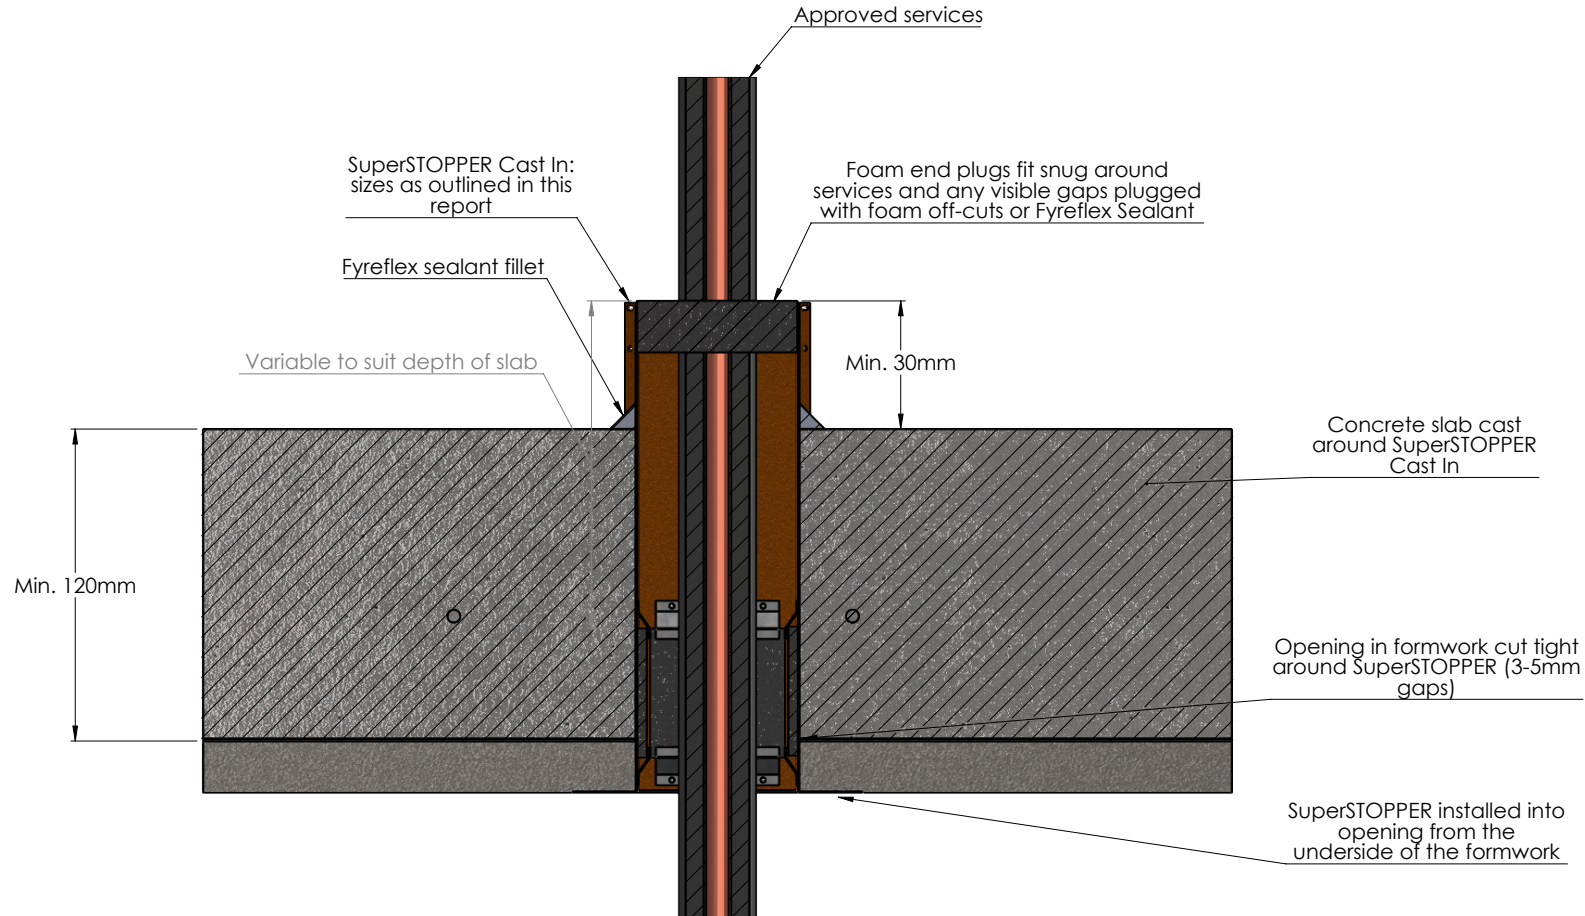 Approved services
SuperSTOPPER Cast In:
sizes as outlined in this
report
Foam end plugs fit snug around
services and any visible gaps plugged
with foam off-cuts or Fyreflex Sealant
Fyreflex sealant fillet
Variable to suit depth of slab
Min. 30mm
Concrete slab cast
around SuperSTOPPER
Cast In
Min. 120mm
Opening in formwork cut tight
around SuperSTOPPER (3-5mm
gaps)
SuperSTOPPER installed into
opening from the
underside of the formwork